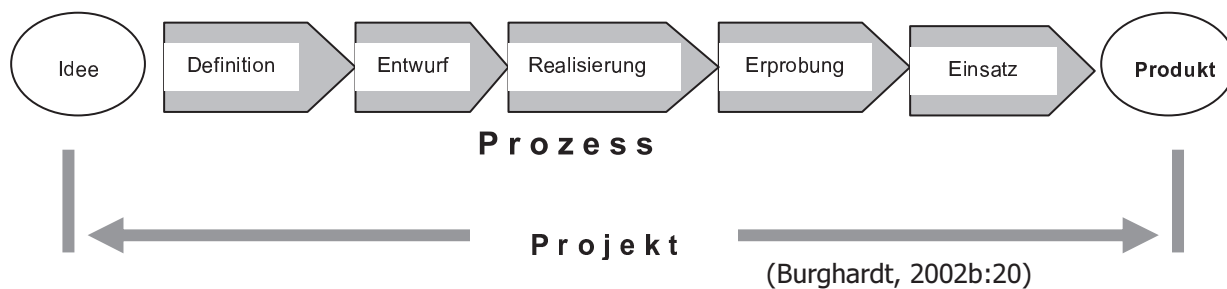 Idee
Definition
Entwurf
Realisierung
Erprobung
Einsatz
Produkt
Prozess
Projekt
(Burghardt, 2002b:20)